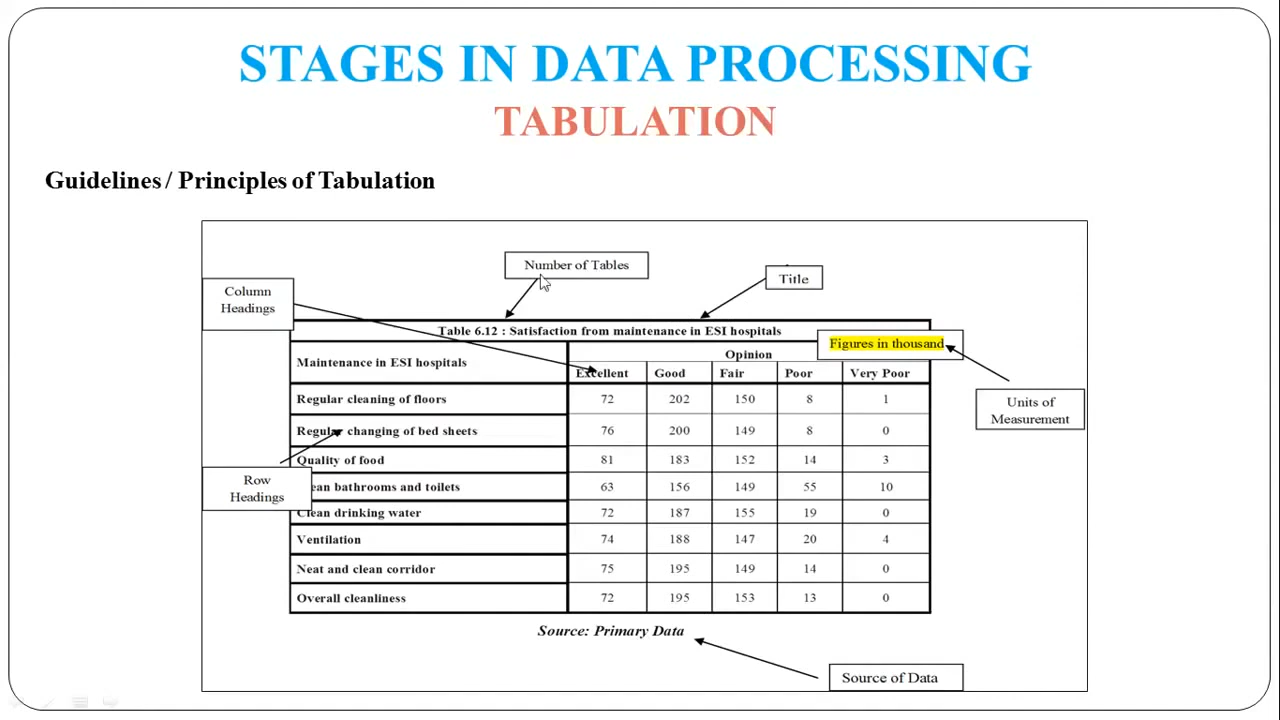 STAGES IN DATA PROCESSING
TABULATION
Guidelines / Principles of Tabulation
Number of Tables
Title
Column
Headings
Table 6.12 : Satisfaction from maintenance in ESI hospitals
Figures in thousand
Maintenance in ESI hospitals
Opinion
Excellent Good Fair Poor Very Poor
Units of
Measurement
Regular cleaning of floors 72 202 150 8 1
Regular changing of bed sheets 76 200 149 8 0
Quality of food 81 183 152 14 3
Row
Headings
ean bathrooms and toilets 63 156 149 55 10
Clean drinking water 72 187 155 19 0
Ventilation 74 188 147 20 4
Neat and clean corridor 75 195 149 14 0
Overall cleanliness 72 195 153 13 0
Source: Primary Data
Source of Data